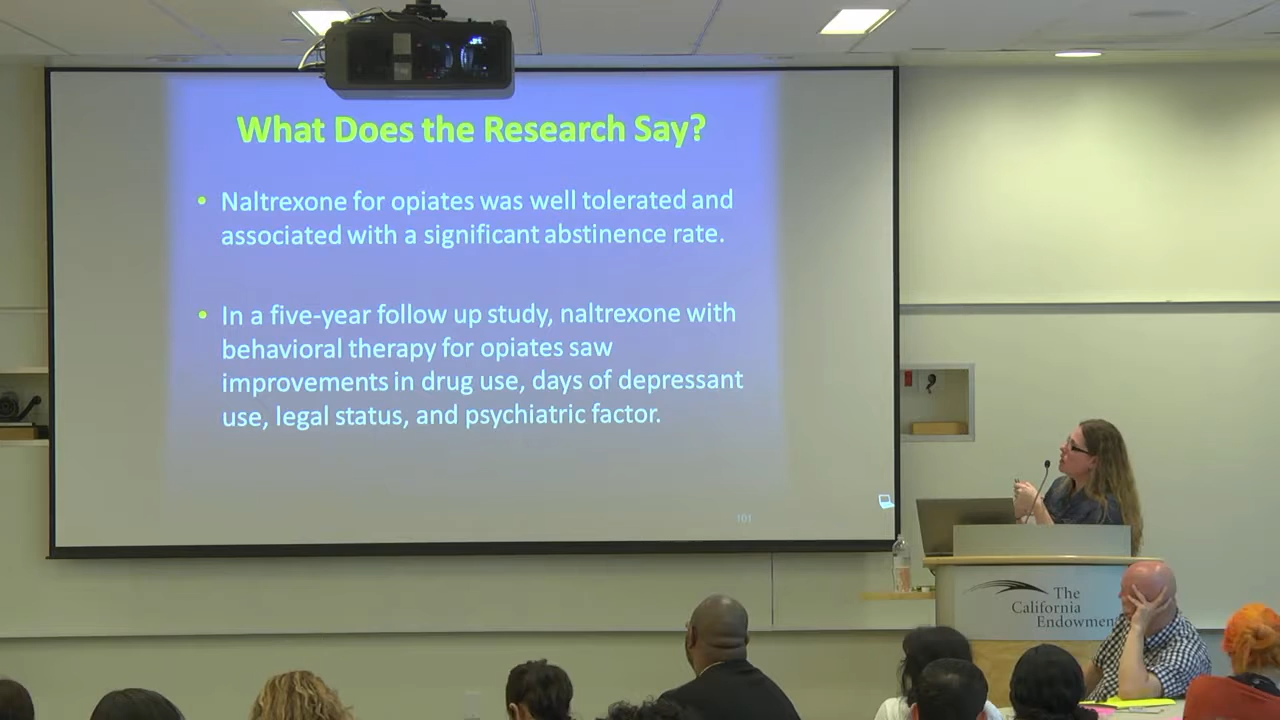 What Does the Research Say?
• Naltrexone for opiates was well tolerated and
associated with a significant abstinence rate.
• In a five-year follow up study, naltrexone with
behavioral therapy for opiates saw
improvements in drug use, days of depressant
use, legal status, and psychiatric factor.
101
The
California
Endowmen